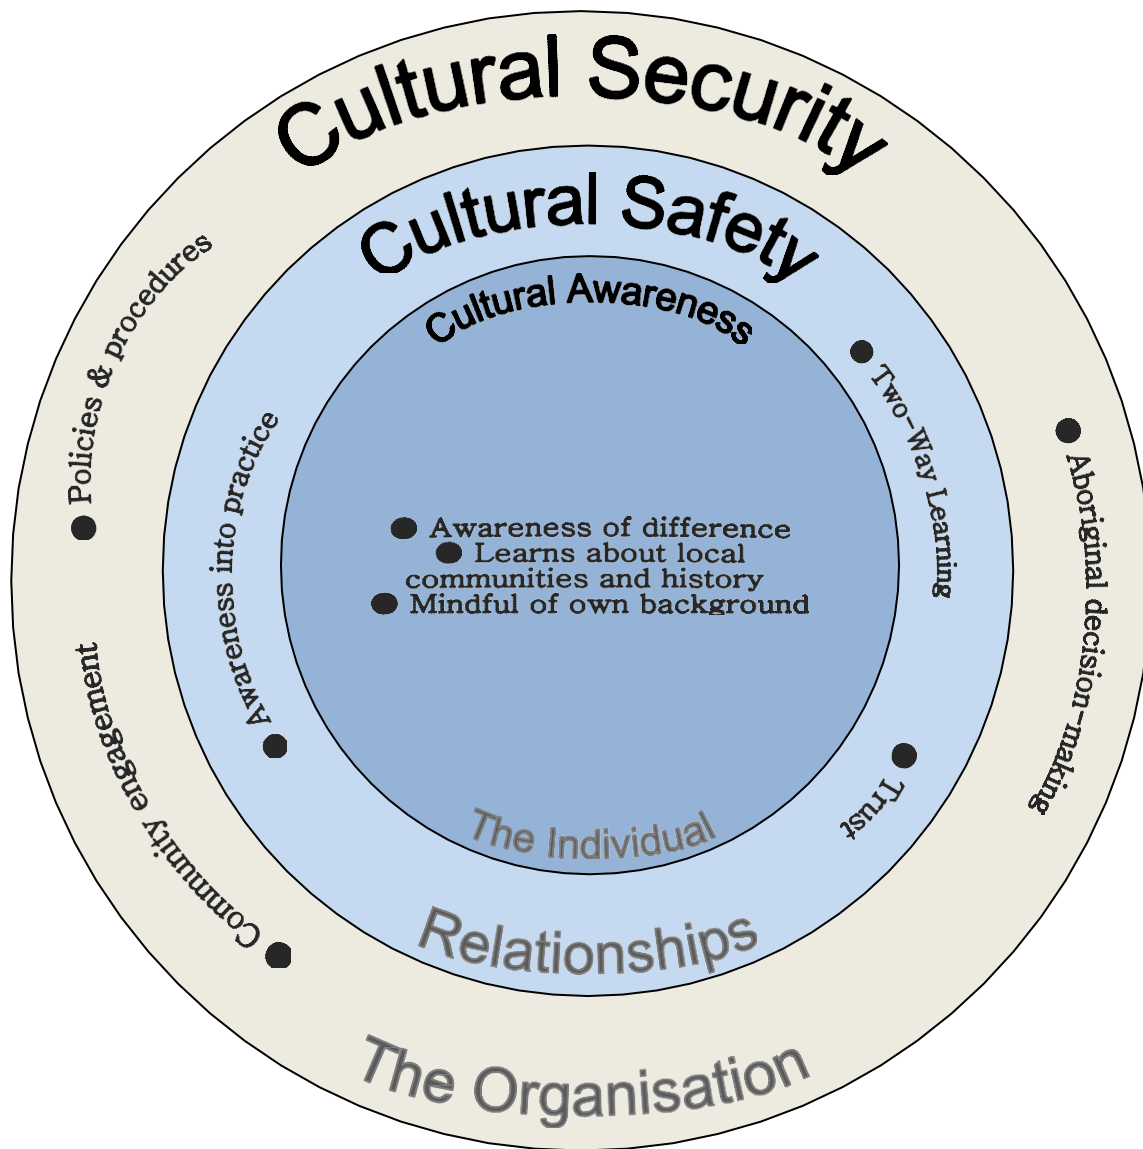 Cultural Security
Cultural Safety
Cultural Awareness
● Policies & procedures
● Awareness into practice
● Two-Way Learning
● Aboriginal decision-making
● Awareness of difference
● Learns about local
communities and history
● Mindful of own background
● Community engagement
● Trust
The Individual
Relationships
The Organisation